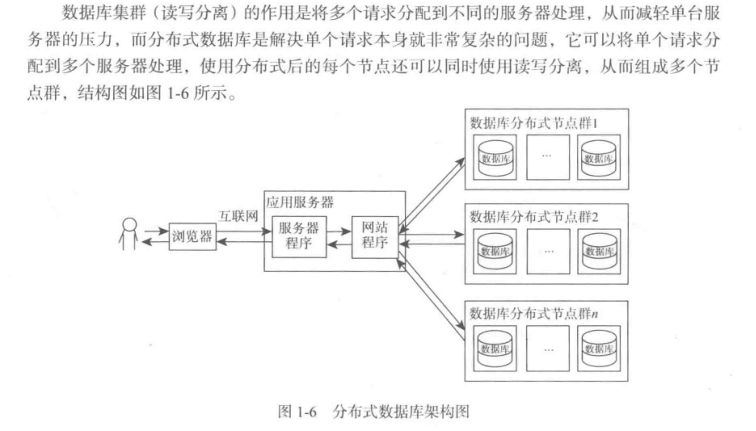 数据库集群（读写分离）的作用是将多个请求分配到不同的服务器处理，从而减轻单台服
务器的压力，而分布式数据库是解决单个请求本身就非常复杂的问题，它可以将单个请求分
配到多个服务器处理，使用分布式后的每个节点还可以同时使用读写分离，从而组成多个节
点群，结构图如图 1-6 所示。
数据库分布式节点群1
数据库
...
数据库
互联网
应用服务器
浏览器
服务器
程序
网站
程序
数据库分布式节点群2
数据库
...
数据库
数据库分布式节点群n
数据库
...
数据库
图 1-6 分布式数据库架构图